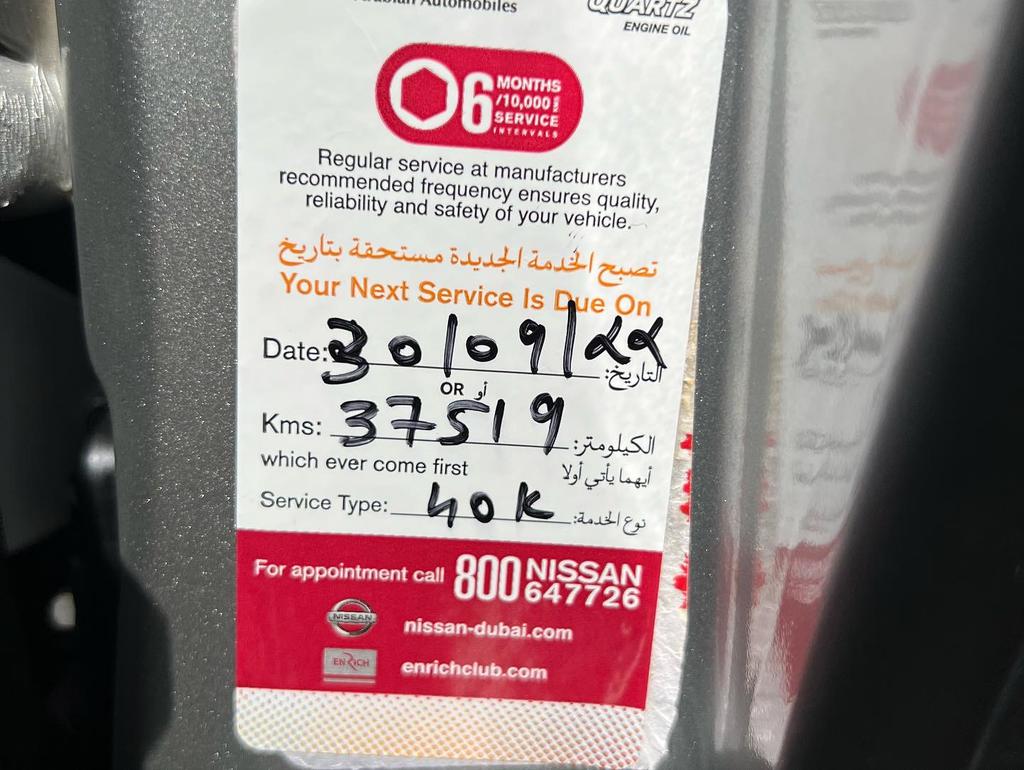 Arabian Automobiles
QUARTZ
ENGINE OIL
6 MONTHS
/10,000 KMS
SERVICE
INTERVALS
Regular service at manufacturers
recommended frequency ensures quality,
reliability and safety of your vehicle.
تصبح الخدمة الجديدة مستحقة بتاريخ
Your Next Service Is Due On
Date: 30/09/22 التاريخ:
OR أو
Kms: 37519 الكيلومتر:
which ever come first أيهما يأتي أولا
Service Type: 40K نوع الخدمة:
For appointment call 800 NISSAN
647726
NISSAN
nissan-dubai.com
ENRICH
enrichclub.com